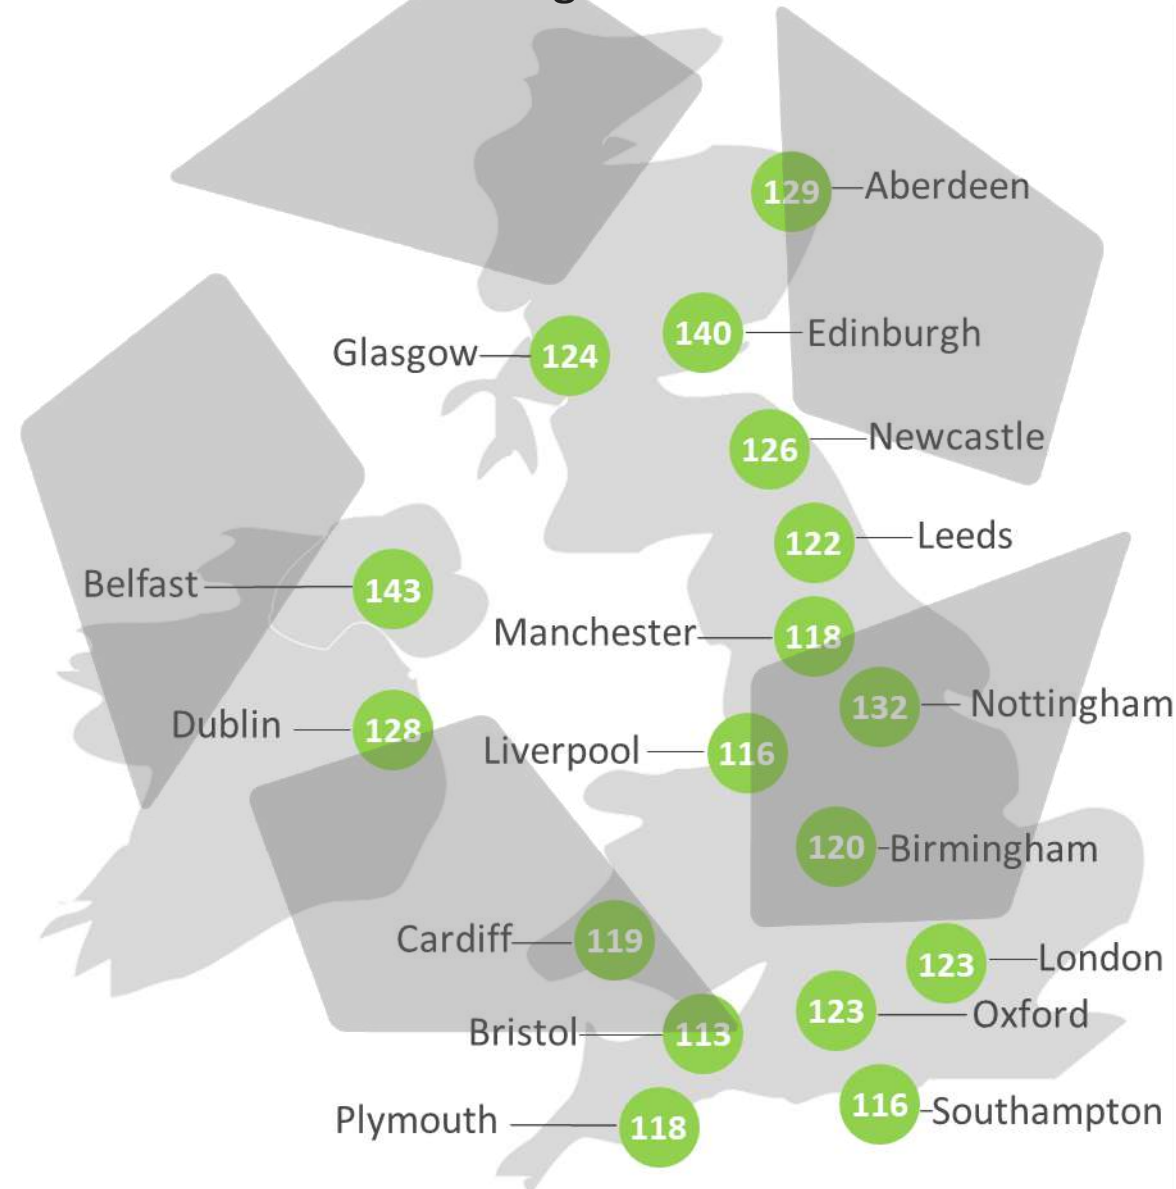 129 Aberdeen
140 Edinburgh
Glasgow 124
126 Newcastle
122 Leeds
Belfast 143
Manchester 118
132 Nottingham
Dublin 128
Liverpool 116
120 Birmingham
Cardiff 119
123 London
123 Oxford
Bristol 113
116 Southampton
Plymouth 118